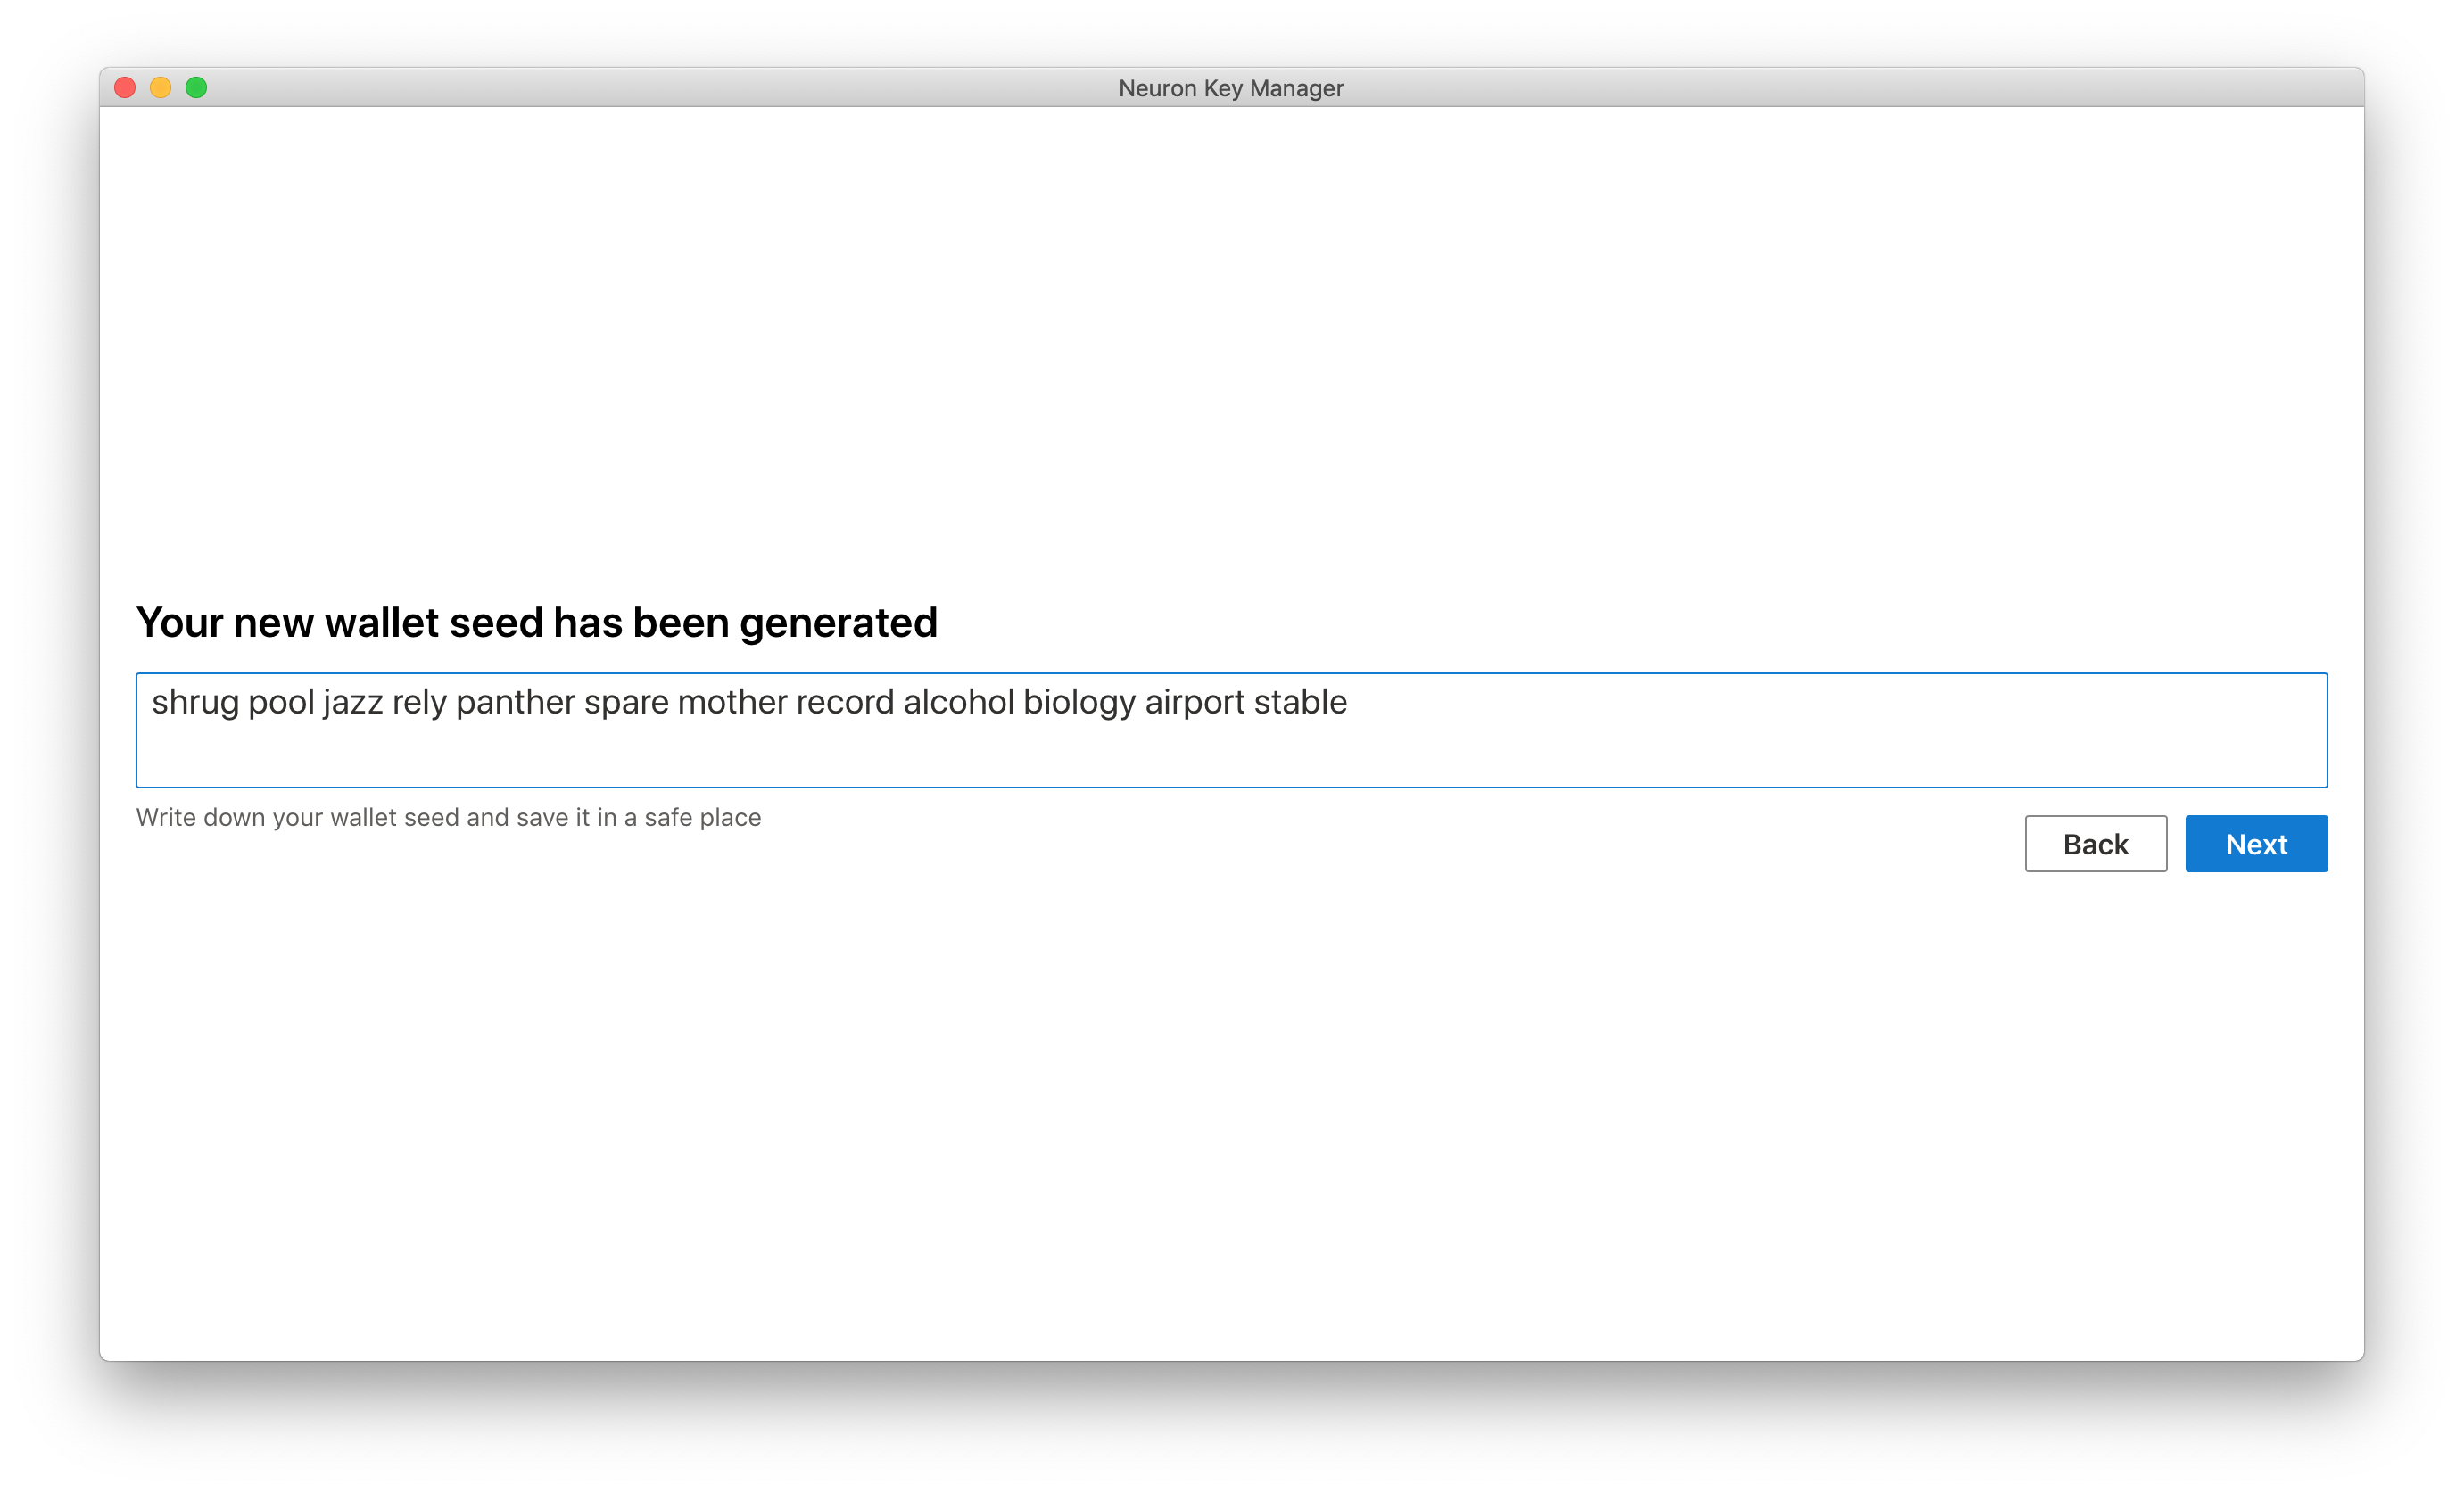 Neuron Key Manager
Your new wallet seed has been generated
shrug pool jazz rely panther spare mother record alcohol biology airport stable
Write down your wallet seed and save it in a safe place
Back
Next